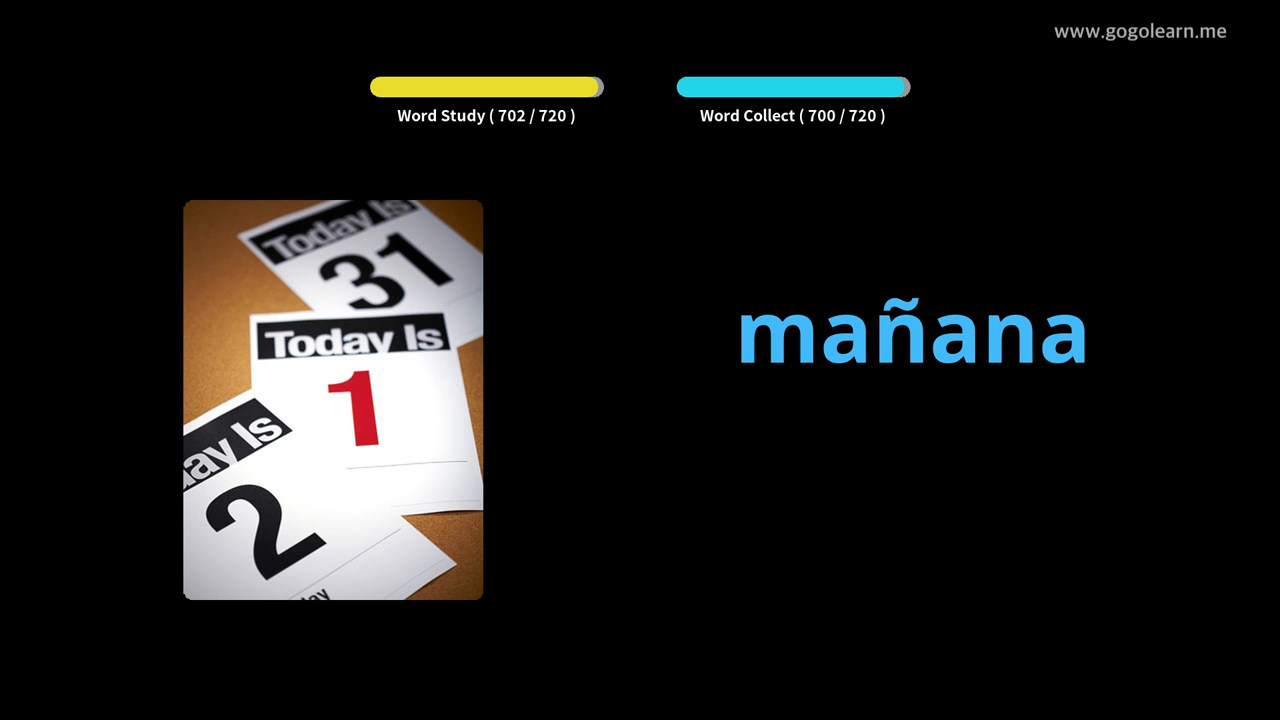 www.gogolearn.me
Word Study ( 702 / 720 )
Word Collect ( 700 / 720 )
Today Is
31
Today Is
1
ay Is
2
mañana